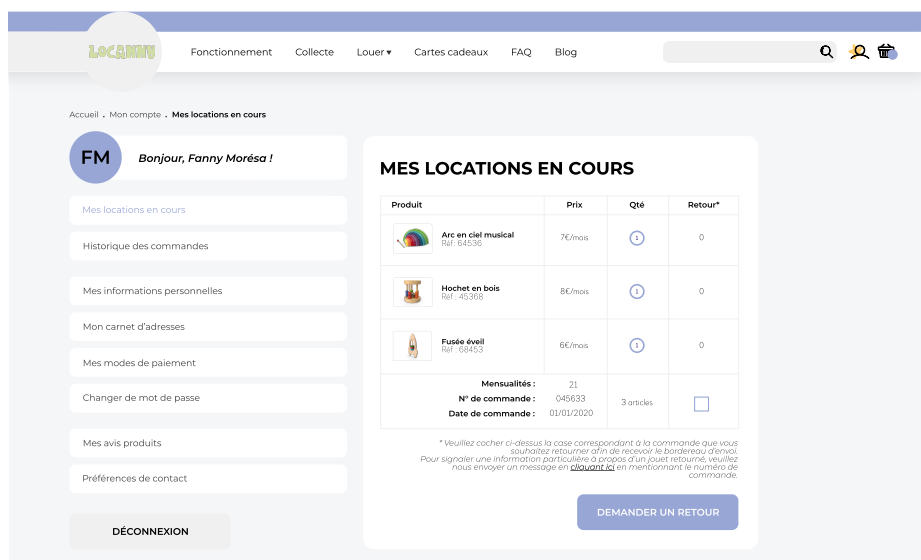 LOCANNY
Fonctionnement Collecte Louer ▾ Cartes cadeaux FAQ Blog
Accueil . Mon compte . Mes locations en cours
FM
Bonjour, Fanny Morésa !
Mes locations en cours
Historique des commandes
Mes informations personnelles
Mon carnet d'adresses
Mes modes de paiement
Changer de mot de passe
Mes avis produits
Préférences de contact
DÉCONNEXION
MES LOCATIONS EN COURS
Produit Prix Qté Retour*
Arc en ciel musical
Réf: 64536
7€/mois 1 0
Hochet en bois
Réf : 45368
8€/mois 1 0
Fusée éveil
Réf : 68453
6€/mois 1 0
Mensualités : 21
N° de commande : 045633
Date de commande : 01/01/2020
3 articles
* Veuillez cocher ci-dessus la case correspondant à la commande que vous
souhaitez retourner afin de recevoir le bordereau d'envoi.
Pour signaler une information particulière à propos d'un jouet retourné, veuillez
nous envoyer un message en cliquant ici en mentionnant le numéro de
commande.
DEMANDER UN RETOUR